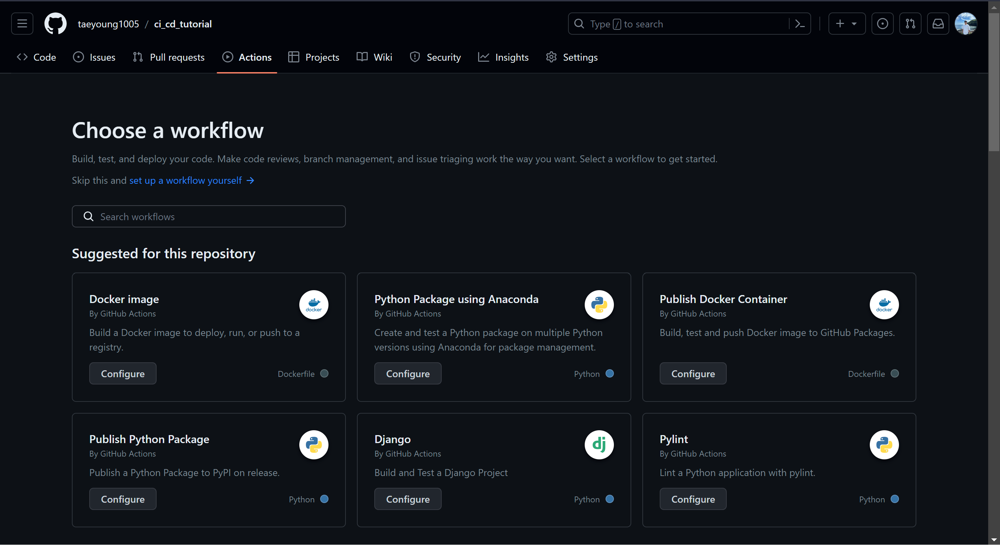 taeyoung1005 / ci_cd_tutorial
Type / to search
Code
Issues
Pull requests
Actions
Projects
Wiki
Security
Insights
Settings
Choose a workflow
Build, test, and deploy your code. Make code reviews, branch management, and issue triaging work the way you want. Select a workflow to get started.
Skip this and set up a workflow yourself →
Search workflows
Suggested for this repository
Docker image
By GitHub Actions
docker
Build a Docker image to deploy, run, or push to a
registry.
Configure
Dockerfile
Python Package using Anaconda
By GitHub Actions
Create and test a Python package on multiple Python
versions using Anaconda for package management.
Configure
Python
Publish Docker Container
By GitHub Actions
docker
Build, test and push Docker image to GitHub Packages.
Configure
Dockerfile
Publish Python Package
By GitHub Actions
Publish a Python Package to PyPI on release.
Configure
Python
Django
By GitHub Actions
dj
Build and Test a Django Project
Configure
Python
Pylint
By GitHub Actions
Lint a Python application with pylint.
Configure
Python